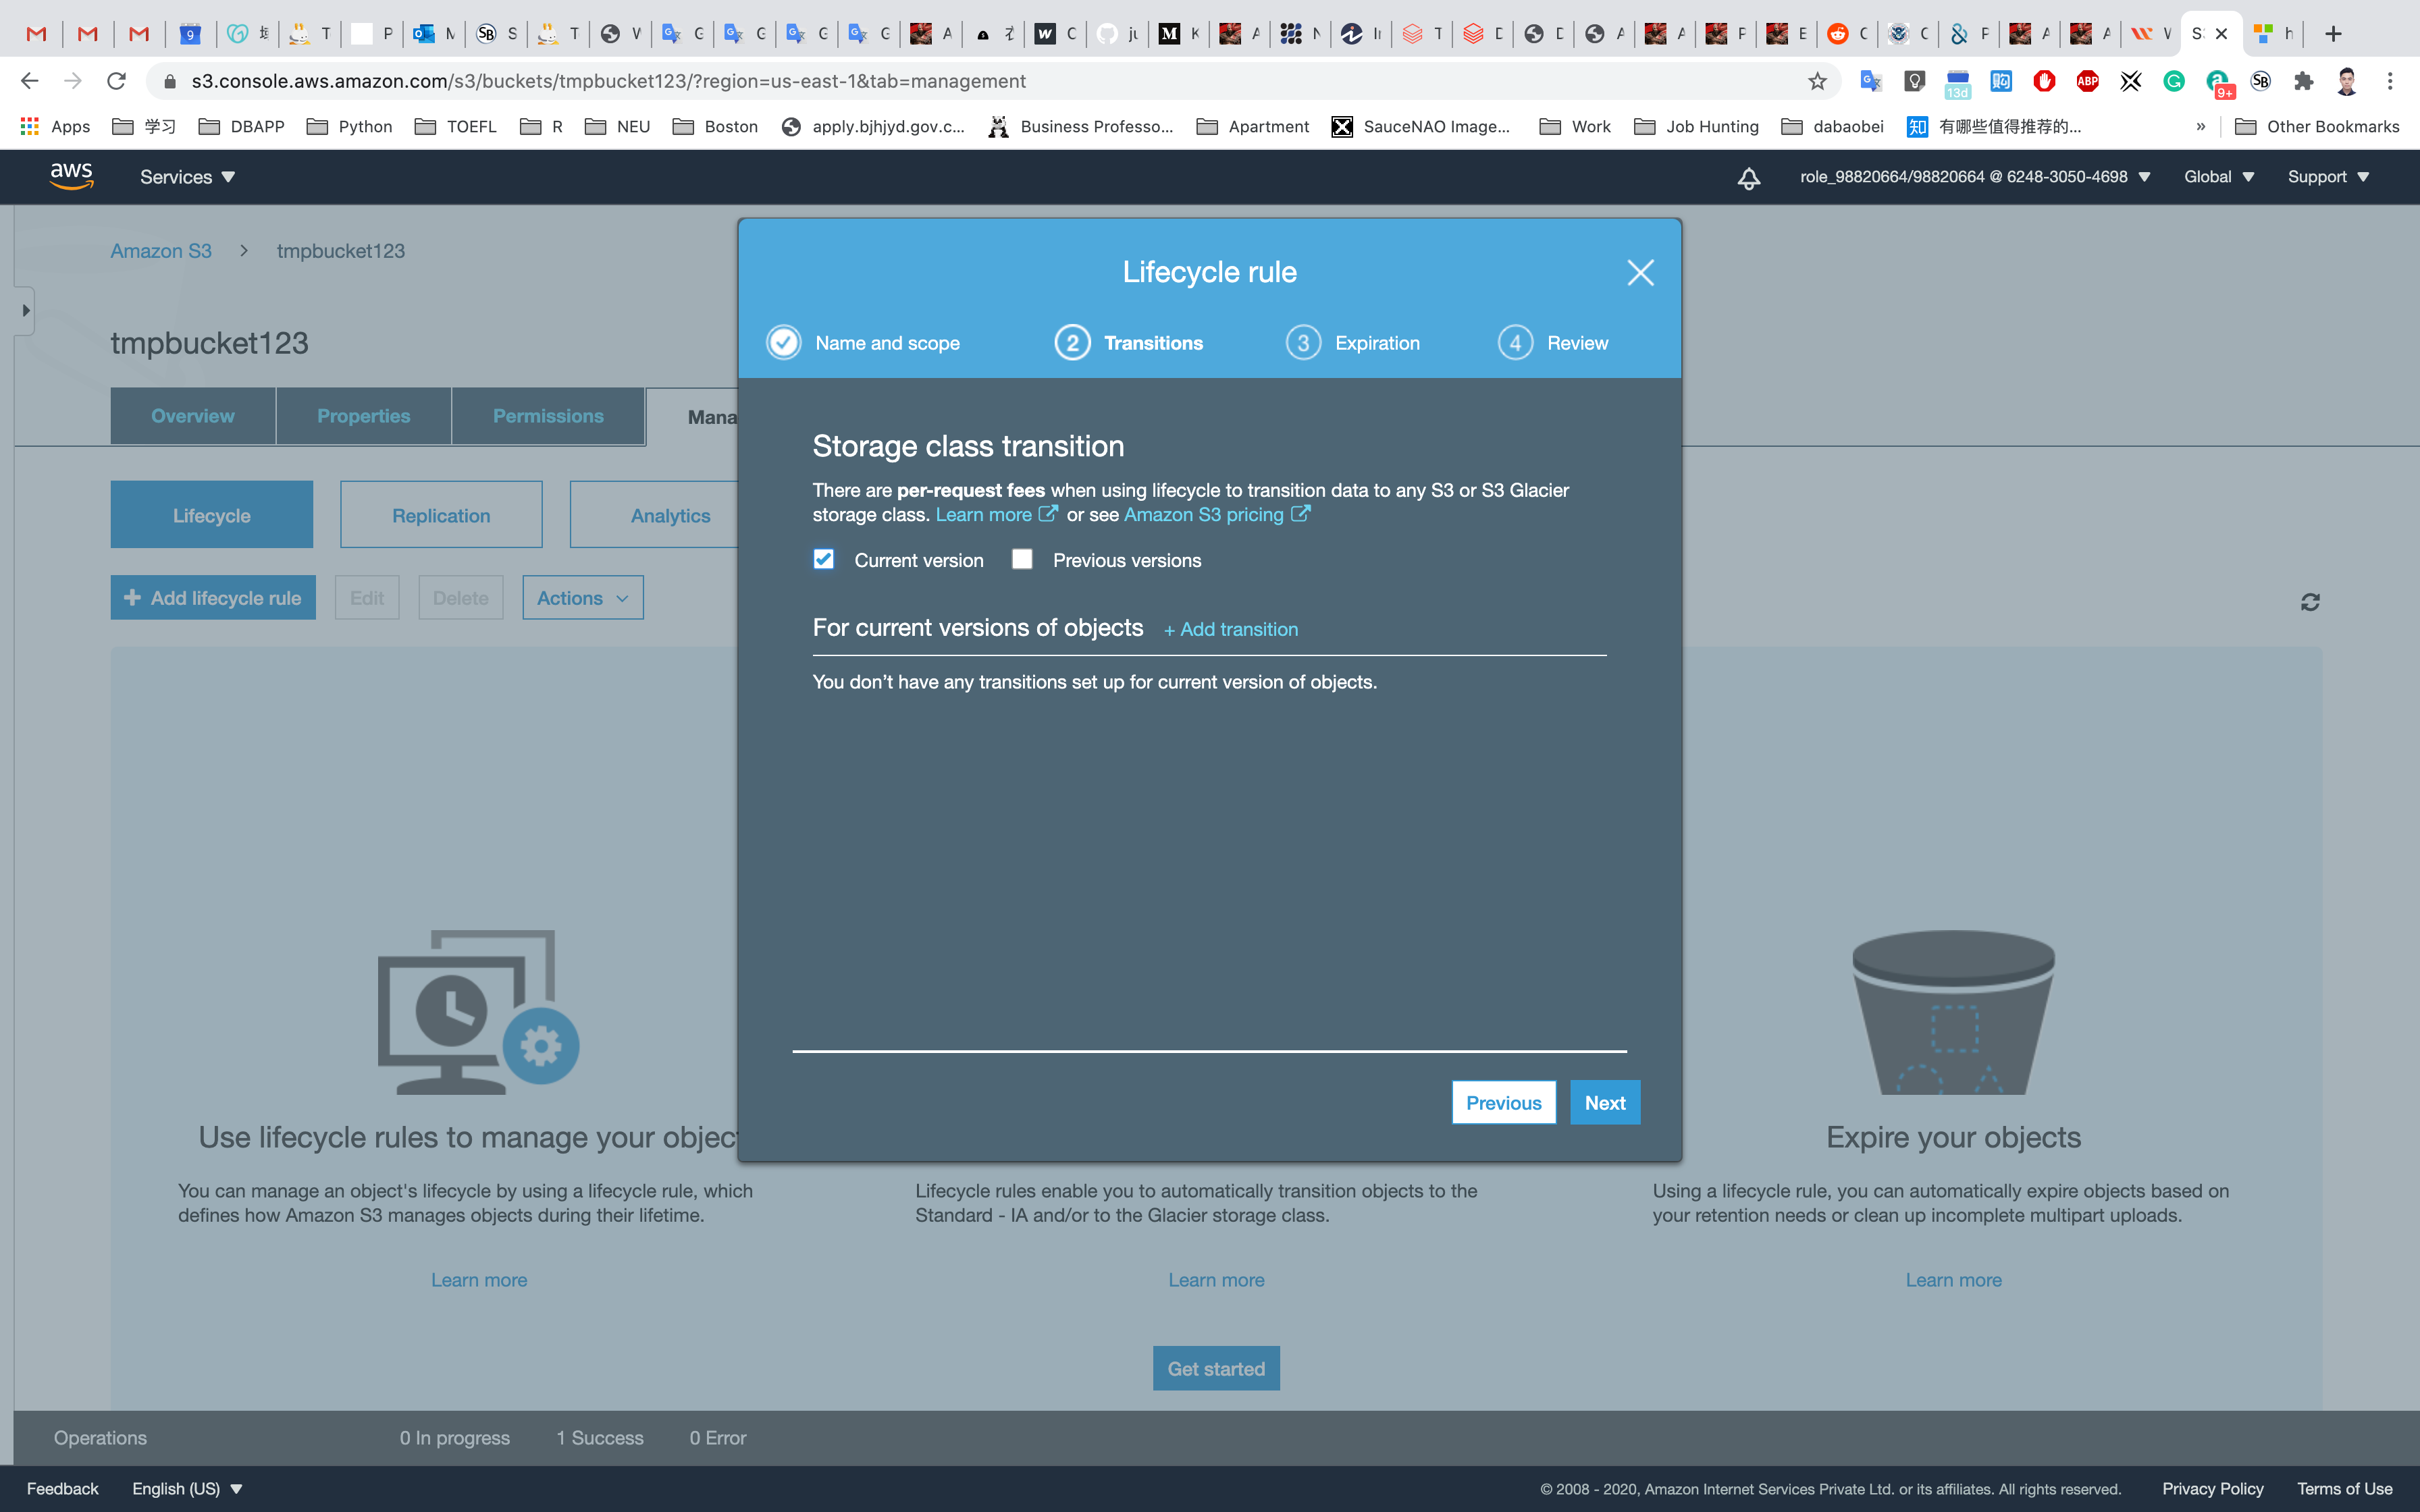 9 T P M S T V G G G G A C ju K A N In T D D A A P E C C P A A V S: h
s3.console.aws.amazon.com/s3/buckets/tmpbucket123/?region=us-east-1&tab=management
13d ABP 9+ SB
Apps 学习 DBAPP Python TOEFL R NEU Boston apply.bjhjyd.gov.c... Business Professo... Apartment SauceNAO Image... Work Job Hunting dabaobei 知 有哪些值得推荐的... » Other Bookmarks
aws Services role_98820664/98820664 @ 6248-3050-4698 Global Support
Amazon S3 > tmpbucket123
tmpbucket123
Overview Properties Permissions Mana
Lifecycle Replication Analytics
+ Add lifecycle rule Edit Delete Actions
Lifecycle rule
Name and scope 2 Transitions 3 Expiration 4 Review
Storage class transition
There are per-request fees when using lifecycle to transition data to any S3 or S3 Glacier
storage class. Learn more or see Amazon S3 pricing
Current version Previous versions
For current versions of objects + Add transition
You don’t have any transitions set up for current version of objects.
Previous Next
Use lifecycle rules to manage your objec
You can manage an object's lifecycle by using a lifecycle rule, which
defines how Amazon S3 manages objects during their lifetime.
Learn more
Lifecycle rules enable you to automatically transition objects to the
Standard - IA and/or to the Glacier storage class.
Learn more
Expire your objects
Using a lifecycle rule, you can automatically expire objects based on
your retention needs or clean up incomplete multipart uploads.
Learn more
Get started
Operations 0 In progress 1 Success 0 Error
Feedback English (US) © 2008 - 2020, Amazon Internet Services Private Ltd. or its affiliates. All rights reserved. Privacy Policy Terms of Use